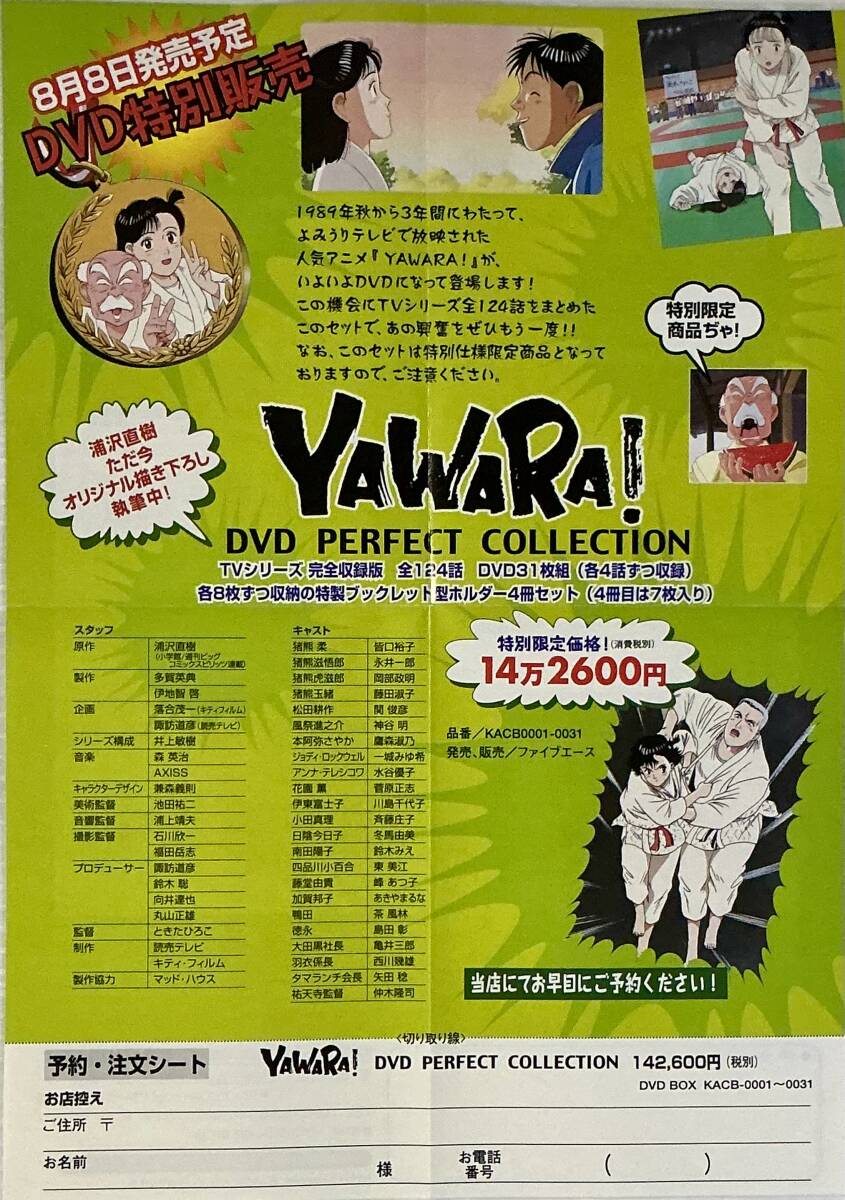 8月8日発売予定
DVD特別販売
1989年秋から3年間にわたって、
よみうりテレビで放映された
人気アニメ『YAWARA!』が、
いよいよDVDになって登場します!
この機会にTVシリーズ全124話をまとめた
このセットで、あの興奮をぜひもう一度!!
なお、このセットは特別仕様限定商品となって
おりますので、ご注意ください。
特別限定
商品ぢゃ!
浦沢直樹
ただ今
オリジナル描き下ろし
執筆中!
YAWARA!
DVD PERFECT COLLECTION
TVシリーズ 完全収録版 全124話 DVD31枚組(各4話ずつ収録)
各8枚ずつ収納の特製ブックレット型ホルダー4冊セット(4冊目は7枚入り)
スタッフ
原作 浦沢直樹
(小学館/週刊ビッグ
コミックスピリッツ連載)
製作 多賀英典
伊地智 啓
企画 落合茂一(キティフィルム)
諏訪道彦(読売テレビ)
シリーズ構成 井上敏樹
音楽 森 英治
AXISS
キャラクターデザイン 兼森義則
美術監督 池田祐二
音響監督 浦上靖夫
撮影監督 石川欣一
福田岳志
プロデューサー 諏訪道彦
鈴木 聡
向井達也
丸山正雄
監督 ときたひろこ
制作 読売テレビ
キティ・フィルム
製作協力 マッド・ハウス
キャスト
猪熊 柔 皆口裕子
猪熊滋悟郎 永井一郎
猪熊虎滋郎 岡部政明
猪熊玉緒 藤田淑子
松田耕作 関 俊彦
風祭進之介 神谷 明
本阿弥さやか 鷹森淑乃
ジョディ・ロックウェル 一城みゆ希
アンナ・テレシコワ 水谷優子
花園 薫 菅原正志
伊東富士子 川島千代子
小田真理 斉藤庄子
日陰今日子 冬馬由美
南田陽子 鈴木みえ
四品川小百合 東 美江
藤堂由貴 峰 あつ子
加賀邦子 あきやまるな
鴨田 茶 風林
徳永 島田 彰
大田黒社長 亀井三郎
羽衣係長 西川幾雄
タマランチ会長 矢田 稔
祐天寺監督 仲木隆司
特別限定価格!(消費税別)
14万2600円
品番/KACB0001-0031
発売、販売/ファイブエース
当店にてお早目にご予約ください!
〈切り取り線〉
予約・注文シート YAWARA! DVD PERFECT COLLECTION 142,600円(税別)
DVD BOX KACB-0001~0031
お店控え
ご住所 〒
お名前 様 お電話番号 ( )